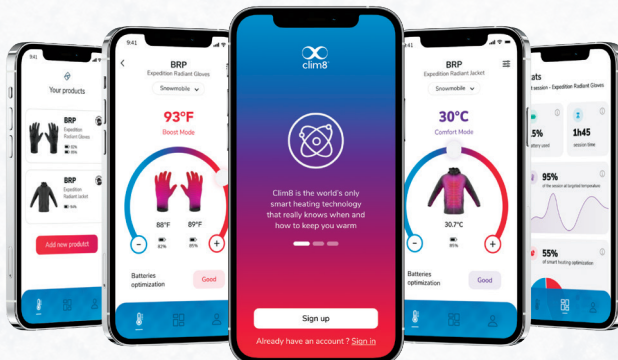 9:41
Your products
BRP
Expedition
Radiant Gloves
92%
95%
BRP
Expedition
Radiant Jacket
94%
Add new produtct
9:41
BRP
Expedition Radiant Gloves
Snowmobile
93°F
Boost Mode
88°F 89°F
82% 85%
- +
Batteries
optimization
Good
clim8
Clim8 is the world's only
smart heating technology
that really knows when and
how to keep you warm
Sign up
Already have an account ? Sign in
BRP
Expedition Radiant Jacket
Snowmobile
30°C
Comfort Mode
30.7°C
85%
- +
Batteries
optimization
Good
ats
session - Expedition Radiant Gloves
5%
1h45
session time
95%
of the session at targeted temperature
55%
of smart heating optimization